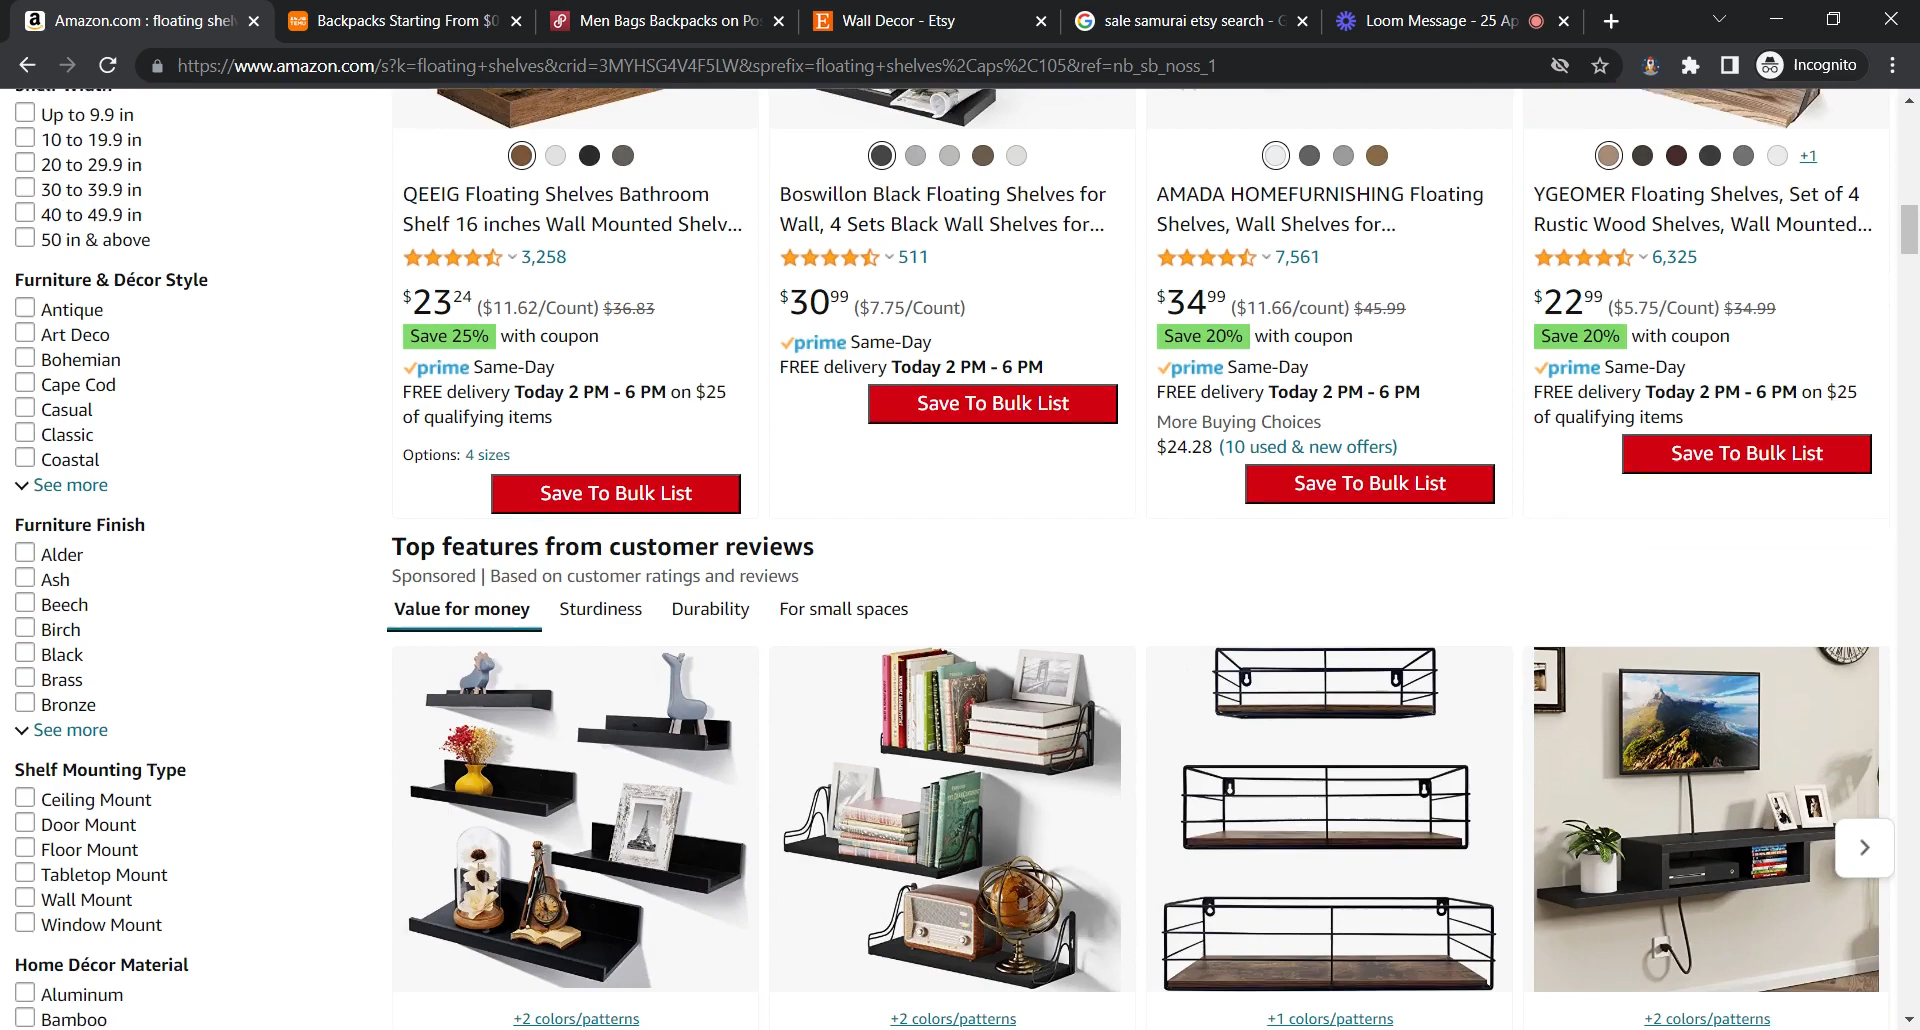 Amazon.com : floating shelv
Backpacks Starting From $0
Men Bags Backpacks on Po
Wall Decor - Etsy
sale samurai etsy search - G
Loom Message - 25 Ap
https://www.amazon.com/s?k=floating+shelves&crid=3MYHSG4V4F5LW&sprefix=floating+shelves%2Caps%2C105&ref=nb_sb_noss_1
Incognito
Shelf Width
Up to 9.9 in
10 to 19.9 in
20 to 29.9 in
30 to 39.9 in
40 to 49.9 in
50 in & above
Furniture & Décor Style
Antique
Art Deco
Bohemian
Cape Cod
Casual
Classic
Coastal
See more
Furniture Finish
Alder
Ash
Beech
Birch
Black
Brass
Bronze
See more
Shelf Mounting Type
Ceiling Mount
Door Mount
Floor Mount
Tabletop Mount
Wall Mount
Window Mount
Home Décor Material
Aluminum
Bamboo
QEEIG Floating Shelves Bathroom
Shelf 16 inches Wall Mounted Shelv...
3,258
$23.24 ($11.62/Count) $36.83
Save 25% with coupon
prime Same-Day
FREE delivery Today 2 PM - 6 PM on $25
of qualifying items
Options: 4 sizes
Save To Bulk List
Boswillon Black Floating Shelves for
Wall, 4 Sets Black Wall Shelves for...
511
$30.99 ($7.75/Count)
prime Same-Day
FREE delivery Today 2 PM - 6 PM
Save To Bulk List
AMADA HOMEFURNISHING Floating
Shelves, Wall Shelves for...
7,561
$34.99 ($11.66/count) $45.99
Save 20% with coupon
prime Same-Day
FREE delivery Today 2 PM - 6 PM
More Buying Choices
$24.28 (10 used & new offers)
Save To Bulk List
+1
YGEOMER Floating Shelves, Set of 4
Rustic Wood Shelves, Wall Mounted...
6,325
$22.99 ($5.75/Count) $34.99
Save 20% with coupon
prime Same-Day
FREE delivery Today 2 PM - 6 PM on $25
of qualifying items
Save To Bulk List
Top features from customer reviews
Sponsored | Based on customer ratings and reviews
Value for money Sturdiness Durability For small spaces
+2 colors/patterns
+2 colors/patterns
+1 colors/patterns
+2 colors/patterns